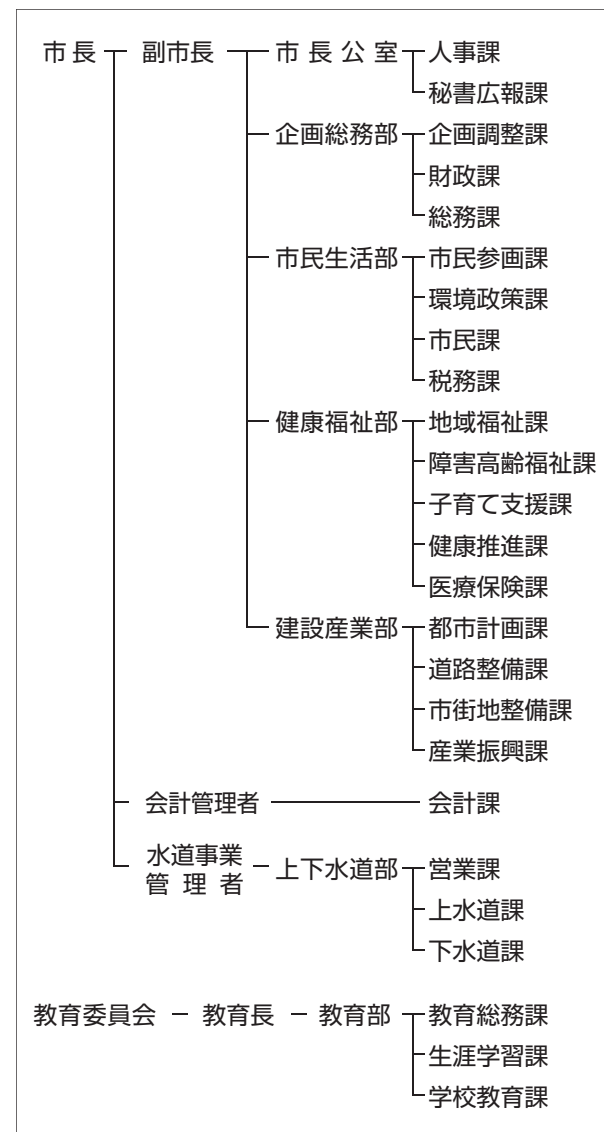 市長 副市長 市長公室 人事課
秘書広報課
企画総務部 企画調整課
財政課
総務課
市民生活部 市民参画課
環境政策課
市民課
税務課
健康福祉部 地域福祉課
障害高齢福祉課
子育て支援課
健康推進課
医療保険課
建設産業部 都市計画課
道路整備課
市街地整備課
産業振興課
会計管理者 会計課
水道事業
管理者 上下水道部 営業課
上水道課
下水道課
教育委員会 教育長 教育部 教育総務課
生涯学習課
学校教育課